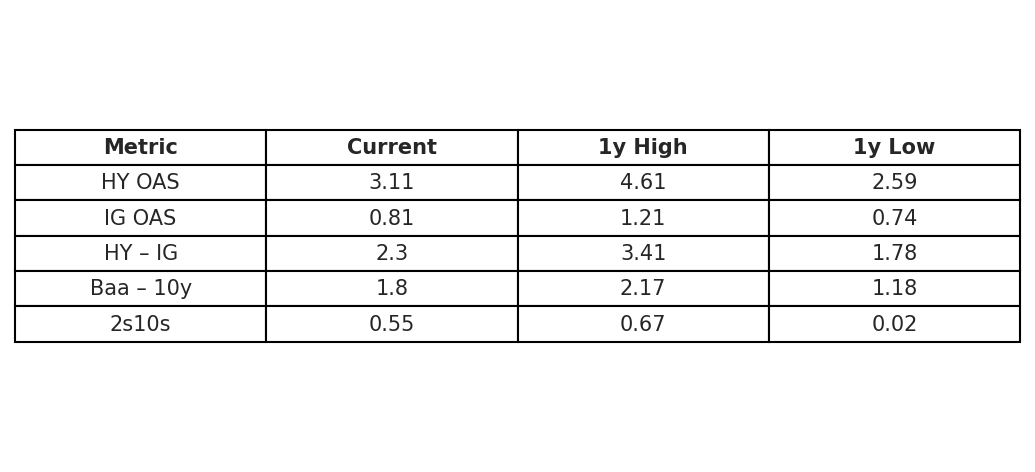 Metric Current 1y High 1y Low
HY OAS 3.11 4.61 2.59
IG OAS 0.81 1.21 0.74
HY – IG 2.3 3.41 1.78
Baa – 10y 1.8 2.17 1.18
2s10s 0.55 0.67 0.02